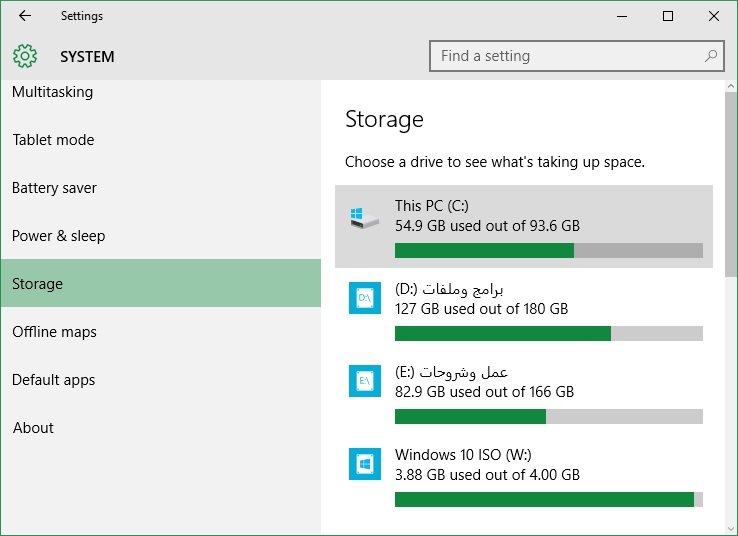 Settings
SYSTEM
Find a setting
Multitasking
Tablet mode
Battery saver
Power & sleep
Storage
Offline maps
Default apps
About
Storage
Choose a drive to see what's taking up space.
This PC (C:)
54.9 GB used out of 93.6 GB
D:\
برامج وملفات (D:)
127 GB used out of 180 GB
E:\
عمل وشروحات (E:)
82.9 GB used out of 166 GB
Windows 10 ISO (W:)
3.88 GB used out of 4.00 GB